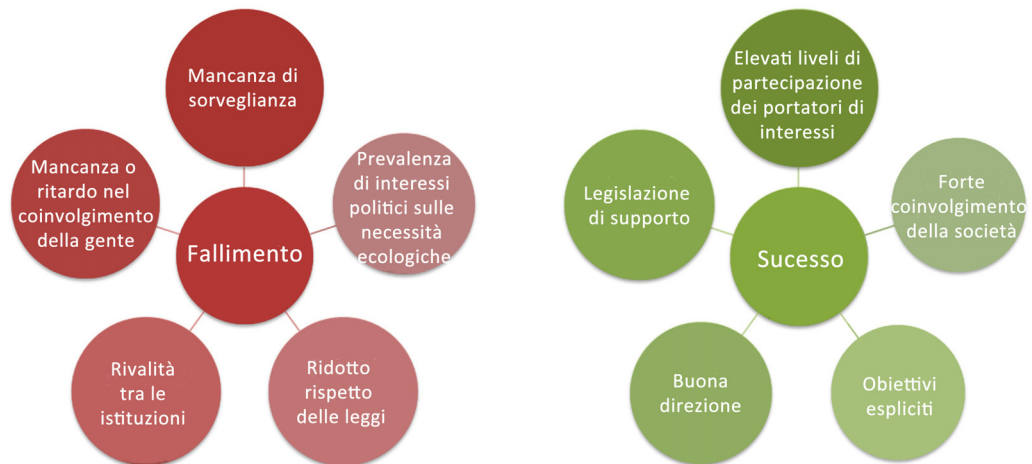 Mancanza di
sorveglianza
Prevalenza
di interessi
politici sulle
necessità
ecologiche
Ridotto
rispetto
delle leggi
Rivalità
tra le
istituzioni
Mancanza o
ritardo nel
coinvolgimento
della gente
Fallimento
Elevati liveli di
partecipazione
dei portatori di
interessi
Forte
coinvolgimento
della società
Obiettivi
espliciti
Buona
direzione
Legislazione
di supporto
Sucesso